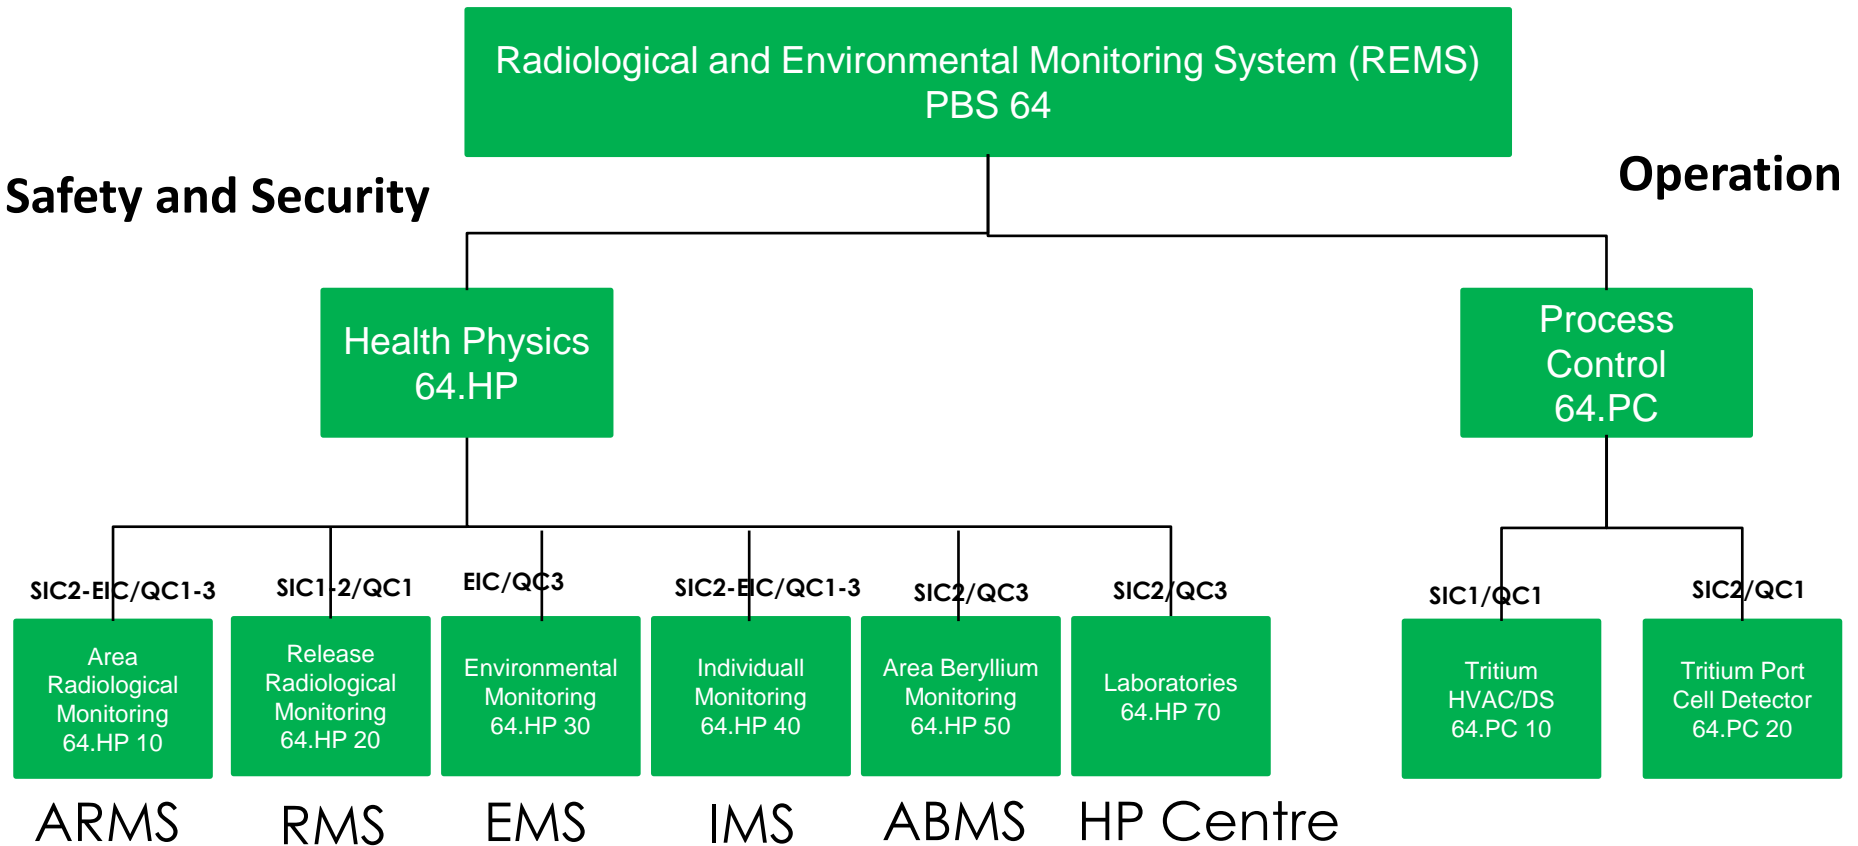 Radiological and Environmental Monitoring System (REMS)
PBS 64
Safety and Security
Operation
Health Physics
64.HP
Process
Control
64.PC
SIC2-EIC/QC1-3
SIC1-2/QC1
EIC/QC3
SIC2-EIC/QC1-3
SIC2/QC3
SIC2/QC3
SIC1/QC1
SIC2/QC1
Area
Radiological
Monitoring
64.HP 10
Release
Radiological
Monitoring
64.HP 20
Environmental
Monitoring
64.HP 30
Individuall
Monitoring
64.HP 40
Area Beryllium
Monitoring
64.HP 50
Laboratories
64.HP 70
Tritium
HVAC/DS
64.PC 10
Tritium Port
Cell Detector
64.PC 20
ARMS
RMS
EMS
IMS
ABMS
HP Centre